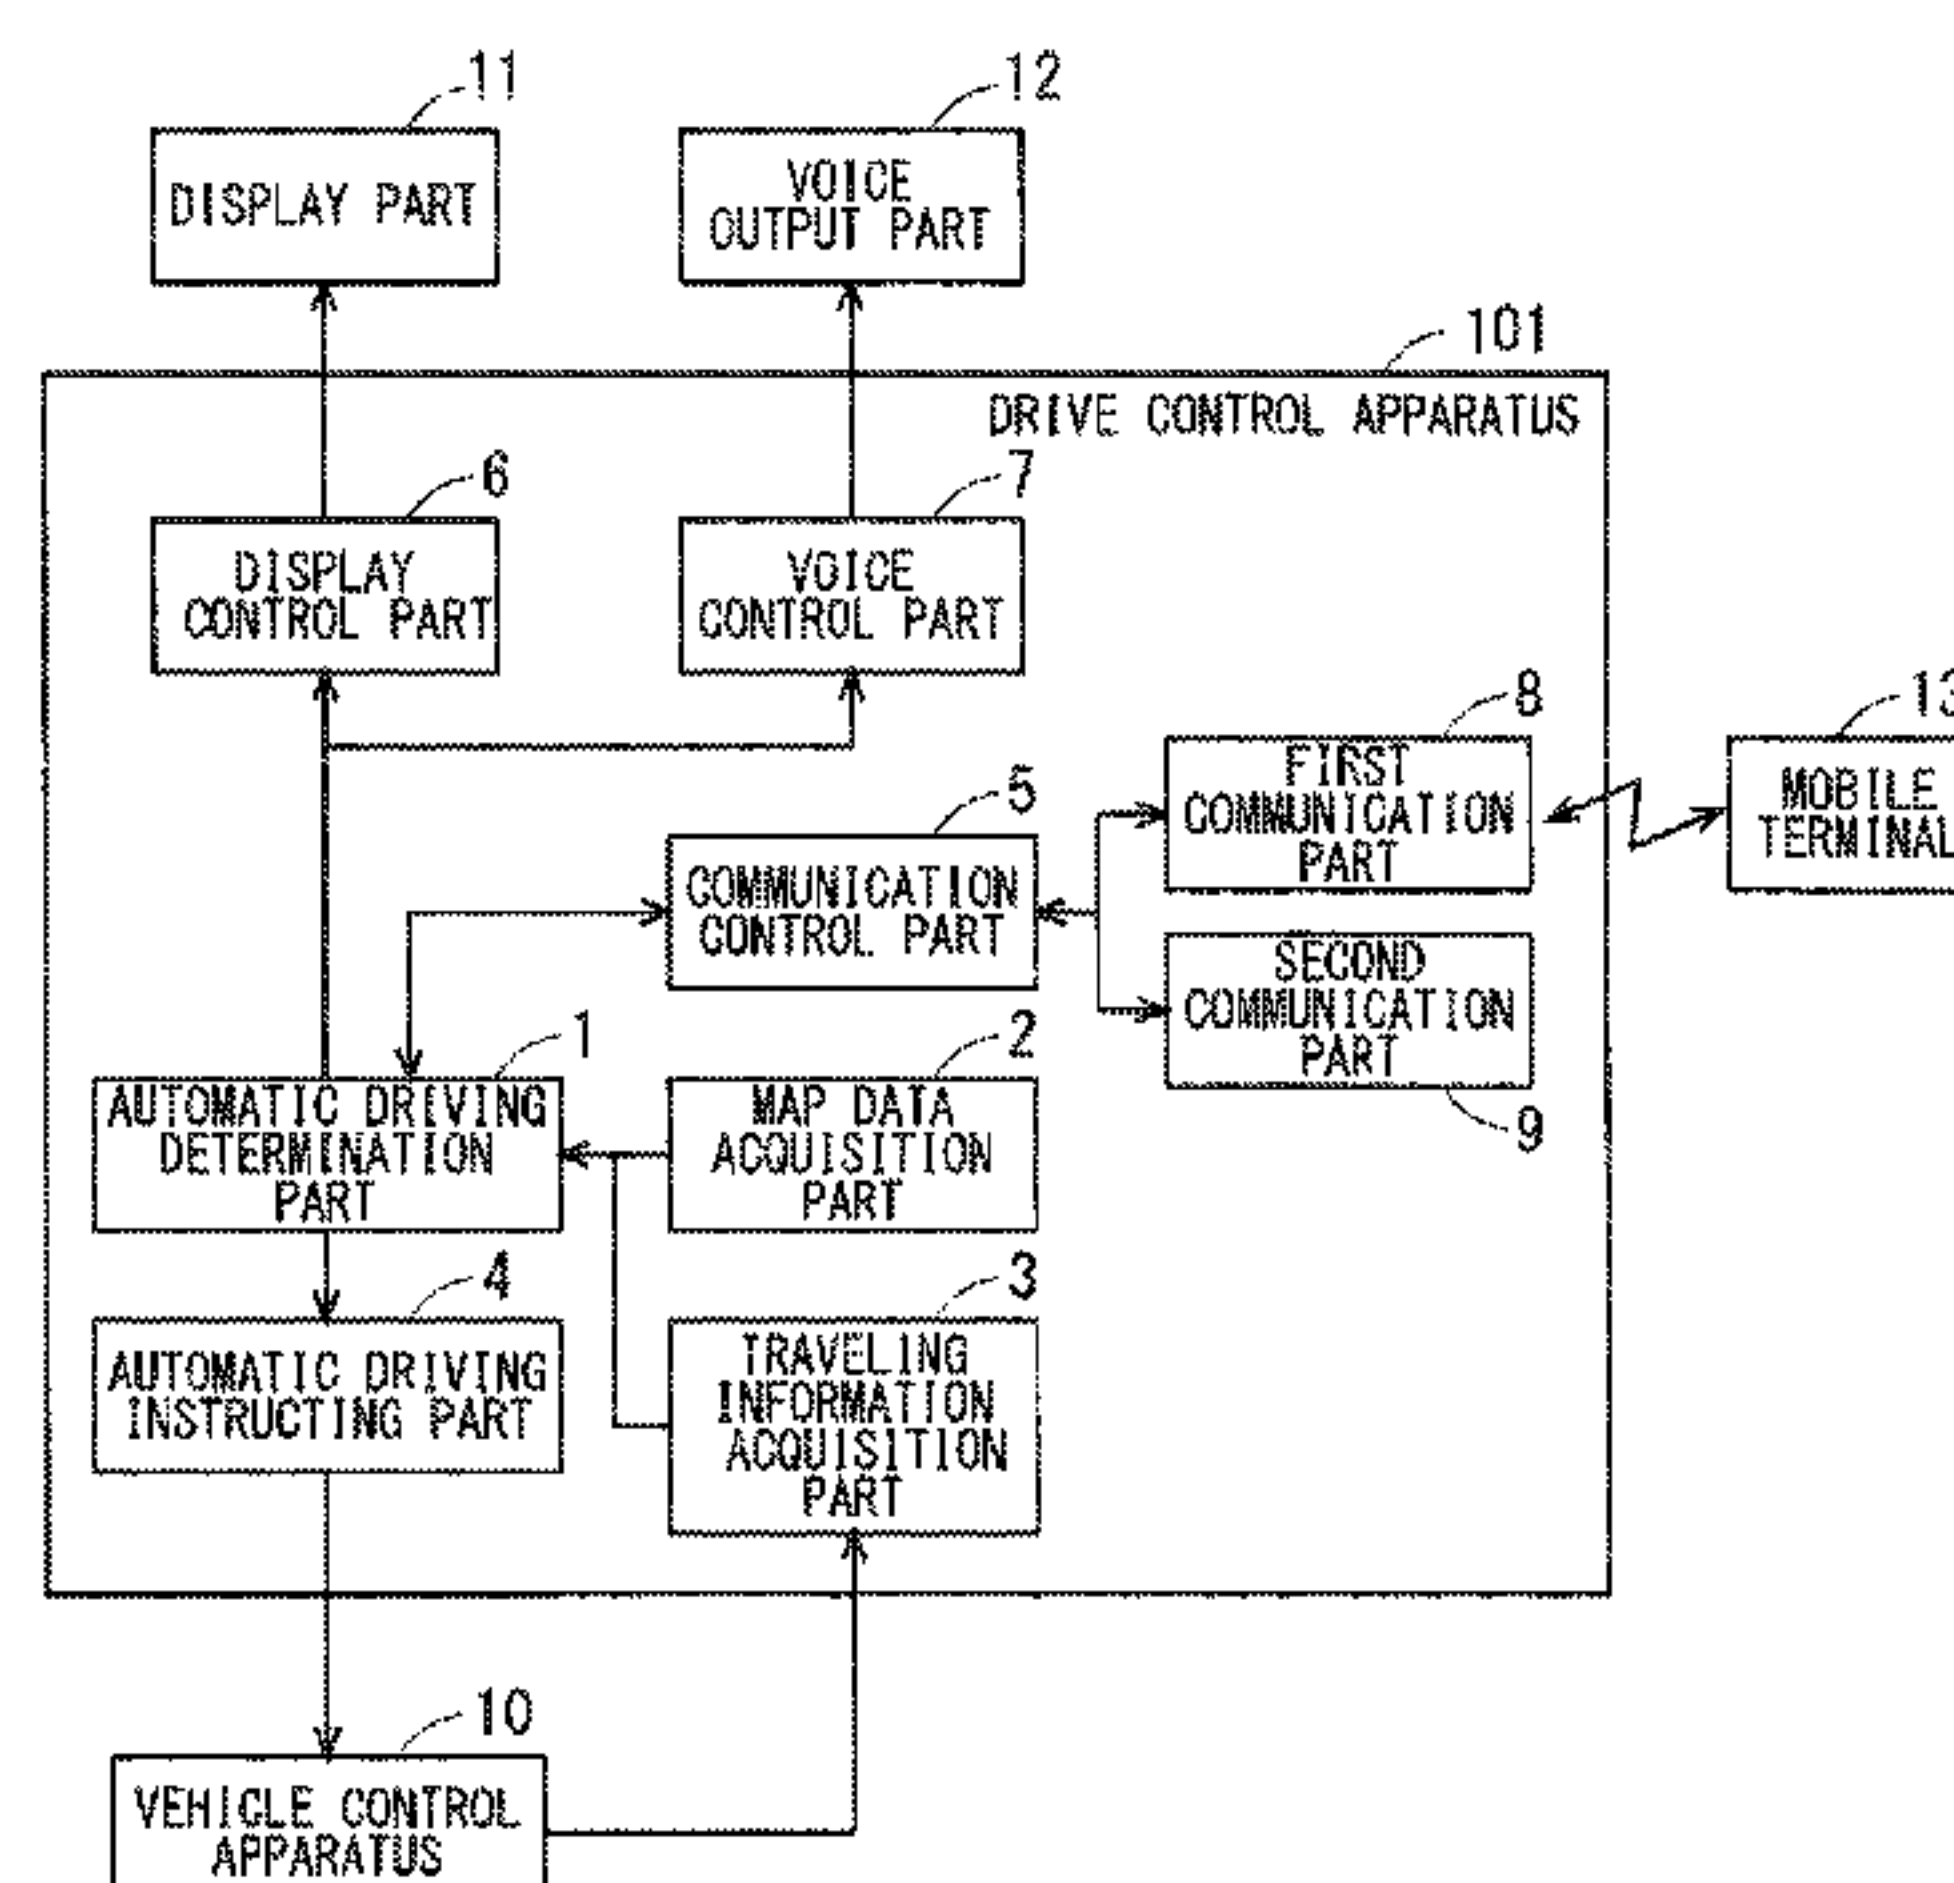 11
12
DISPLAY PART
VOICE
OUTPUT PART
101
DRIVE CONTROL APPARATUS
6
7
DISPLAY
CONTROL PART
VOICE
CONTROL PART
8
13
FIRST
COMMUNICATION
PART
MOBILE
TERMINAL
5
COMMUNICATION
CONTROL PART
SECOND
COMMUNICATION
PART
9
1
2
AUTOMATIC DRIVING
DETERMINATION
PART
MAP DATA
ACQUISITION
PART
4
3
AUTOMATIC DRIVING
INSTRUCTING PART
TRAVELING
INFORMATION
ACQUISITION
PART
10
VEHICLE CONTROL
APPARATUS